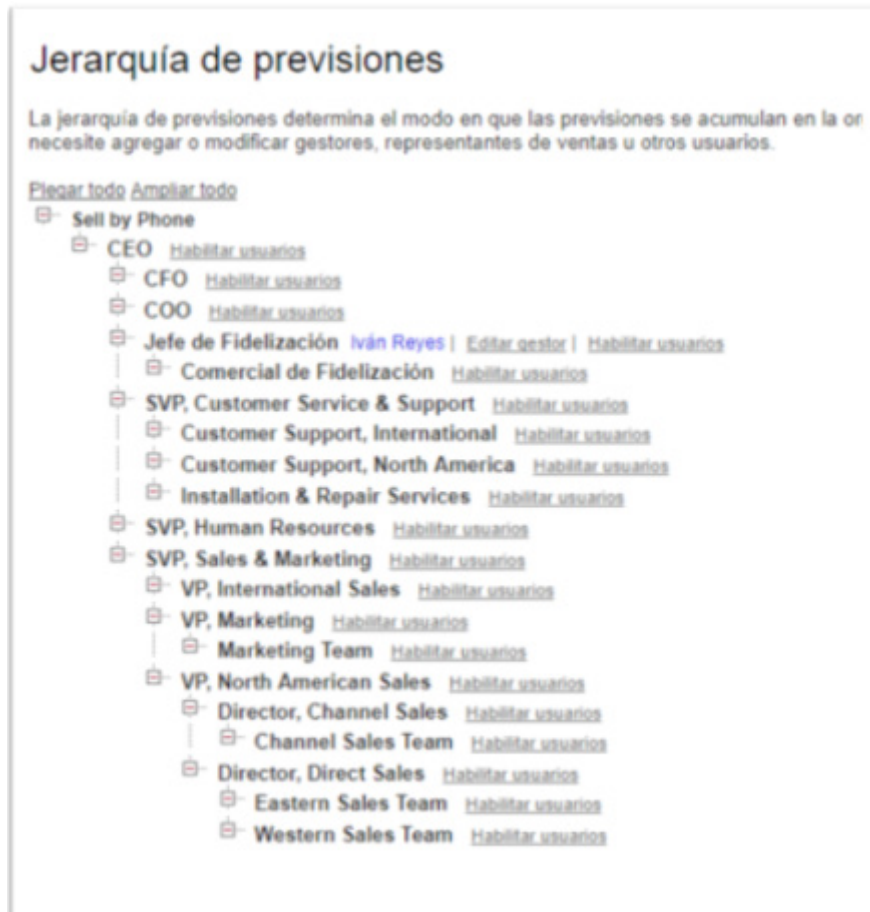 Jerarquía de previsiones
La jerarquía de previsiones determina el modo en que las previsiones se acumulan en la
necesite agregar o modificar gestores, representantes de ventas u otros usuarios.
Plegar todo Ampliar todo
Sell by Phone
CEO Habilitar usuarios
CFO Habilitar usuarios
COO Habilitar usuarios
Jefe de Fidelización Iván Reyes | Editar gestor | Habilitar usuarios
Comercial de Fidelización Habilitar usuarios
SVP, Customer Service & Support Habilitar usuarios
Customer Support, International Habilitar usuarios
Customer Support, North America Habilitar usuarios
Installation & Repair Services Habilitar usuarios
SVP, Human Resources Habilitar usuarios
SVP, Sales & Marketing Habilitar usuarios
VP, International Sales Habilitar usuarios
VP, Marketing Habilitar usuarios
Marketing Team Habilitar usuarios
VP, North American Sales Habilitar usuarios
Director, Channel Sales Habilitar usuarios
Channel Sales Team Habilitar usuarios
Director, Direct Sales Habilitar usuarios
Eastern Sales Team Habilitar usuarios
Western Sales Team Habilitar usuarios